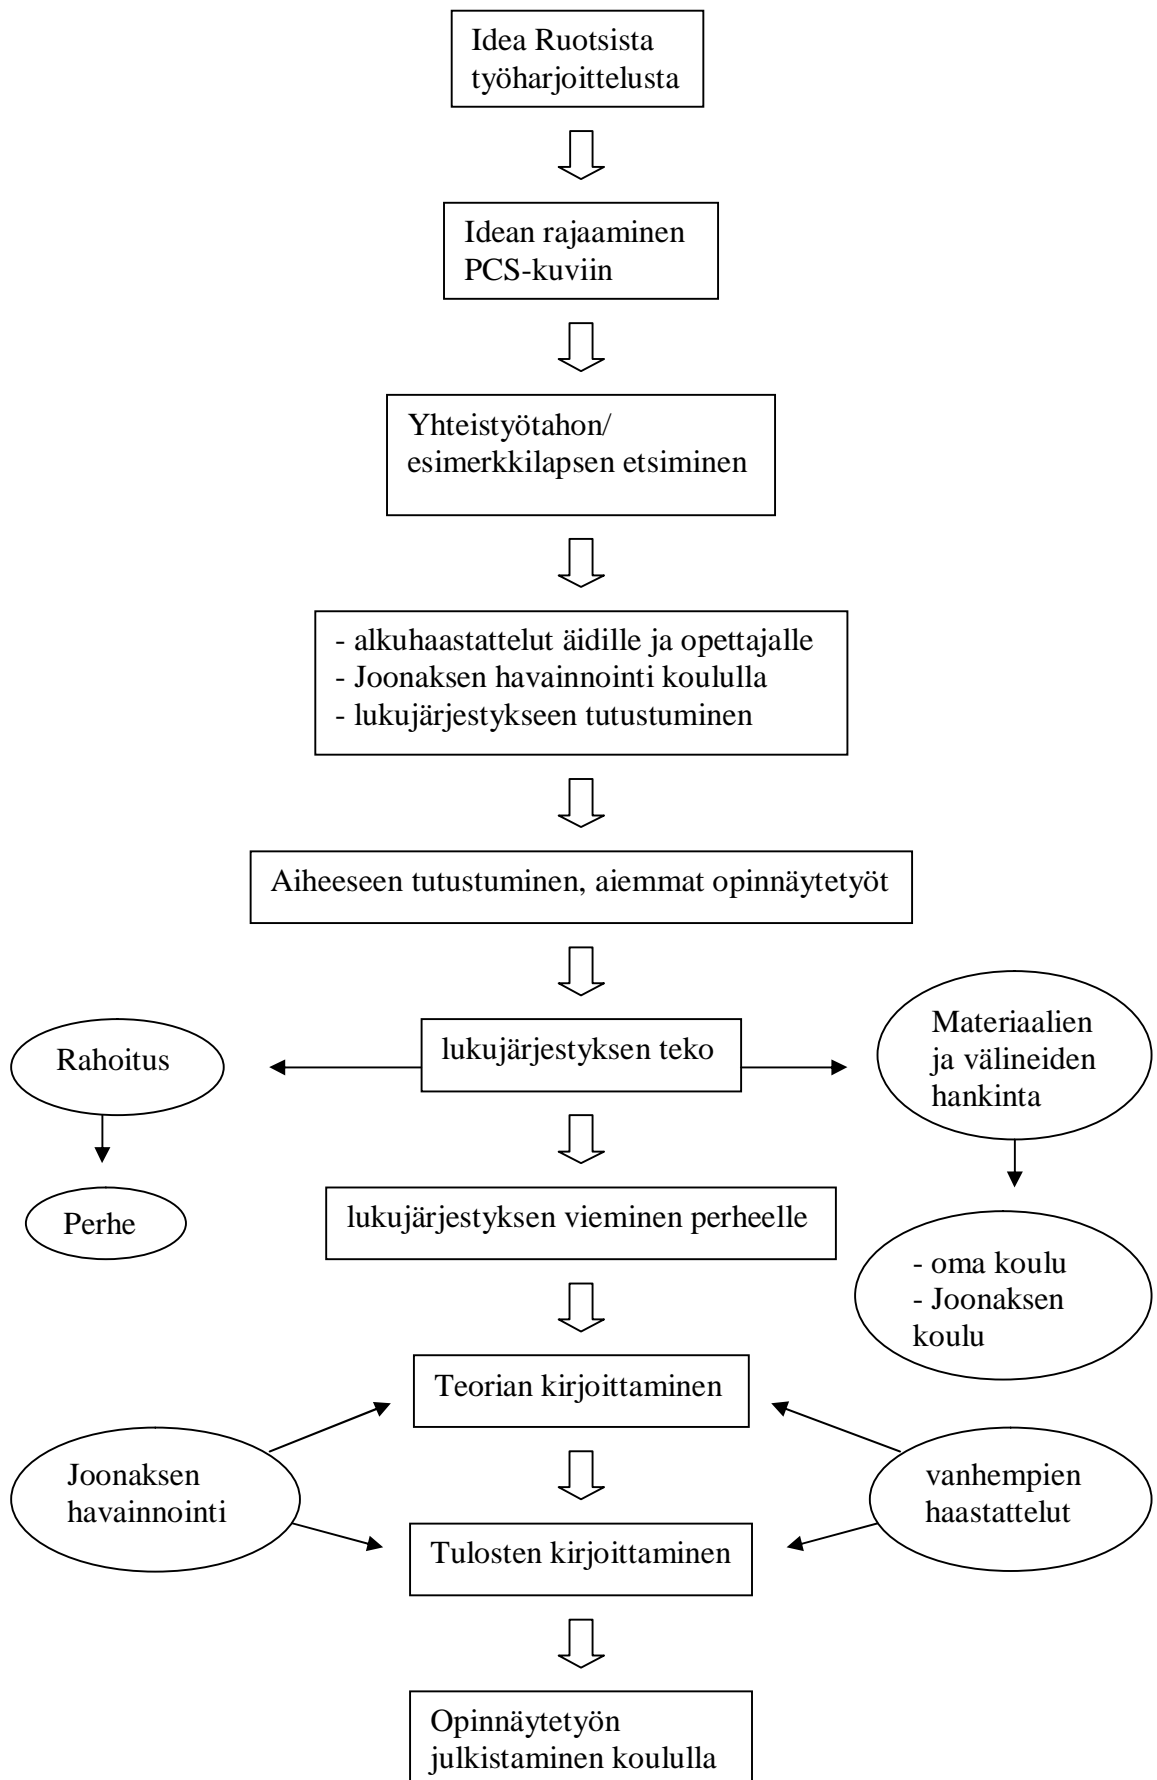 Idea Ruotsista
työharjoittelusta
Idean rajaaminen
PCS-kuviin
Yhteistyötahon/
esimerkkilapsen etsiminen
- alkuhaastattelut äidille ja opettajalle
- Joonaksen havainnointi koululla
- lukujärjestykseen tutustuminen
Aiheeseen tutustuminen, aiemmat opinnäytetyöt
Rahoitus
lukujärjestyksen teko
Materiaalien
ja välineiden
hankinta
Perhe
lukujärjestyksen vieminen perheelle
- oma koulu
- Joonaksen
koulu
Teorian kirjoittaminen
Joonaksen
havainnointi
vanhempien
haastattelut
Tulosten kirjoittaminen
Opinnäytetyön
julkistaminen koululla